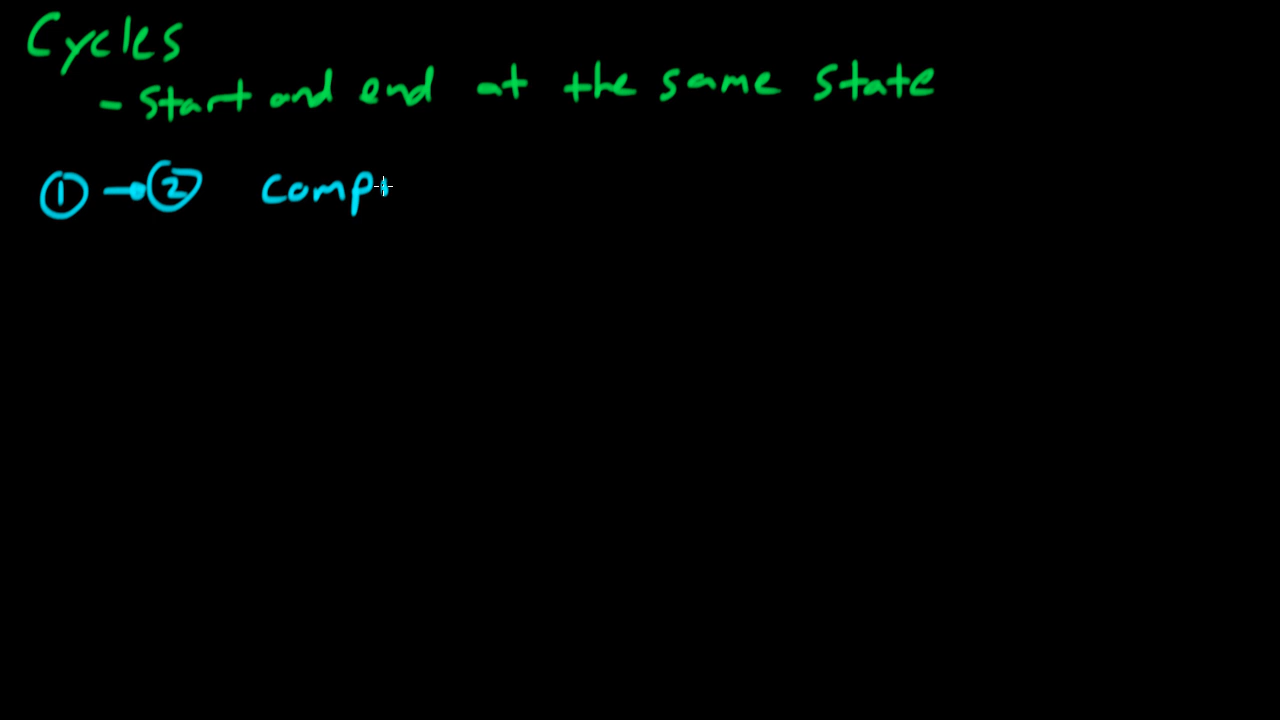 Cycles
- Start and end at the same state
① → ② comp